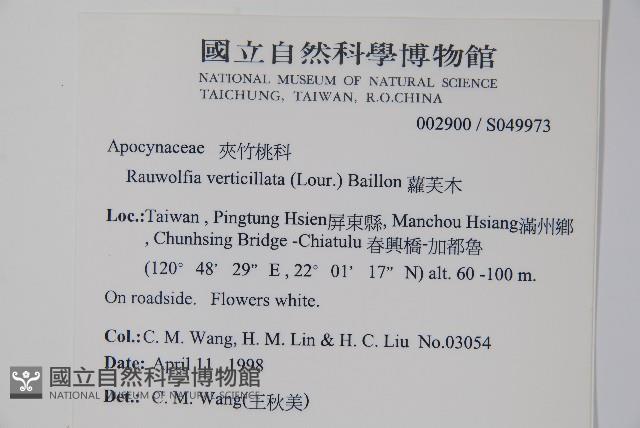 國立自然科學博物館
NATIONAL MUSEUM OF NATURAL SCIENCE
TAICHUNG, TAIWAN, R.O.CHINA
002900 / S049973
Apocynaceae 夾竹桃科
Rauwolfia verticillata (Lour.) Baillon 蘿芙木
Loc.:Taiwan , Pingtung Hsien屏東縣, Manchou Hsiang滿州鄉
, Chunhsing Bridge -Chiatulu 春興橋-加都魯
(120° 48' 29" E , 22° 01' 17" N) alt. 60 -100 m.
On roadside. Flowers white.
Col.: C. M. Wang, H. M. Lin & H. C. Liu No.03054
Date: April 11, 1998
國立自然科學博物館
NATIONAL MUSEUM OF NATURAL SCIENCE
Det.: C. M. Wang(王秋美)